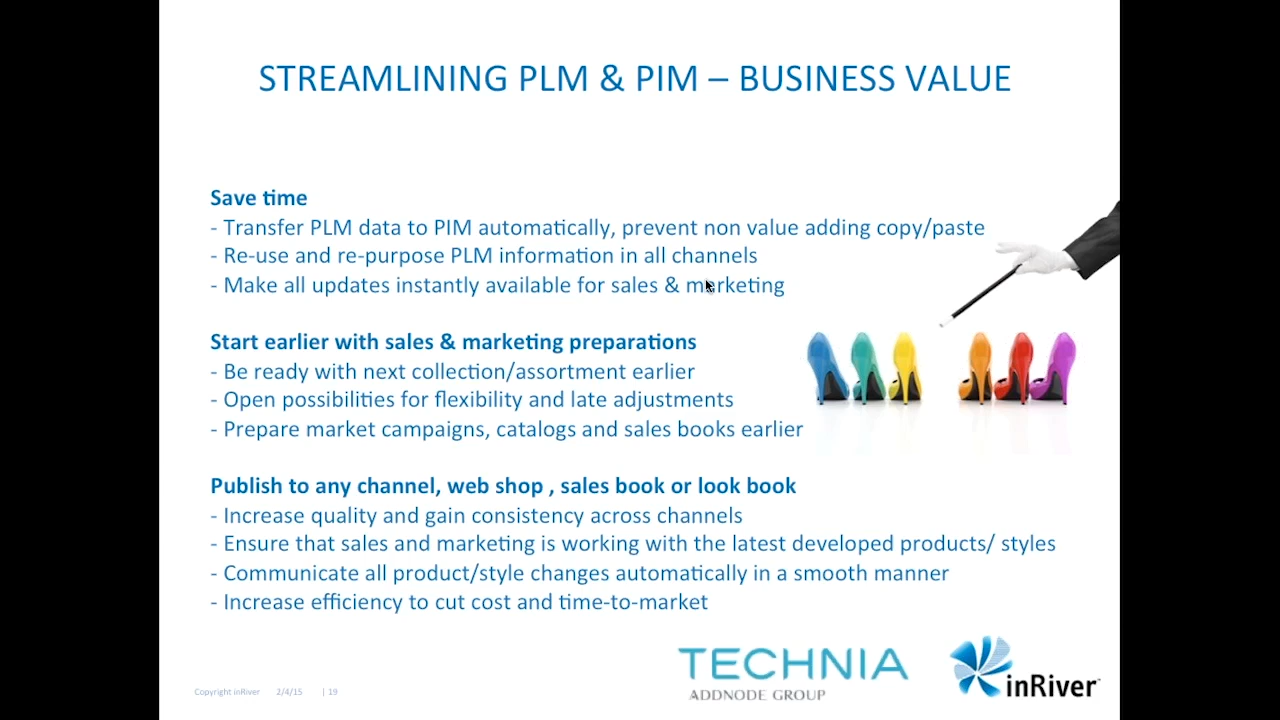 STREAMLINING PLM & PIM – BUSINESS VALUE
Save time
- Transfer PLM data to PIM automatically, prevent non value adding copy/paste
- Re-use and re-purpose PLM information in all channels
- Make all updates instantly available for sales & marketing
Start earlier with sales & marketing preparations
- Be ready with next collection/assortment earlier
- Open possibilities for flexibility and late adjustments
- Prepare market campaigns, catalogs and sales books earlier
Publish to any channel, web shop , sales book or look book
- Increase quality and gain consistency across channels
- Ensure that sales and marketing is working with the latest developed products/ styles
- Communicate all product/style changes automatically in a smooth manner
- Increase efficiency to cut cost and time-to-market
TECHNIA
ADDNODE GROUP
inRiver
Copyright inRiver 2/4/15 | 19